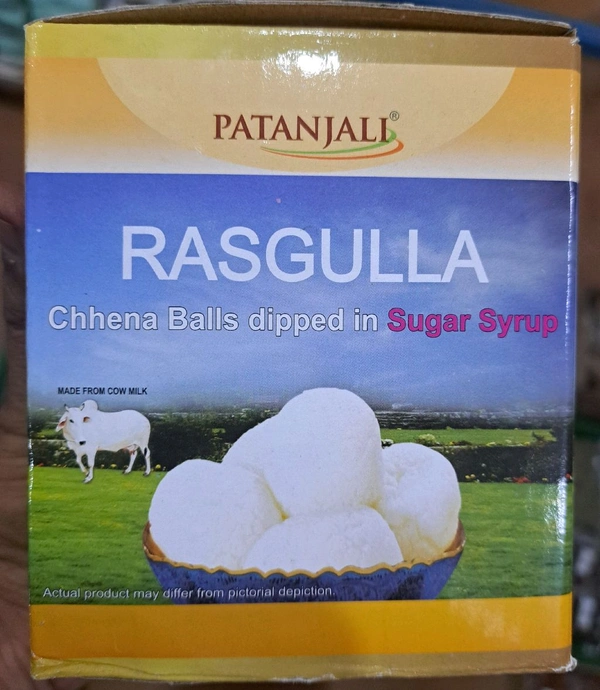 PATANJALI®
RASGULLA
Chhena Balls dipped in Sugar Syrup
MADE FROM COW MILK
Actual product may differ from pictorial depiction.